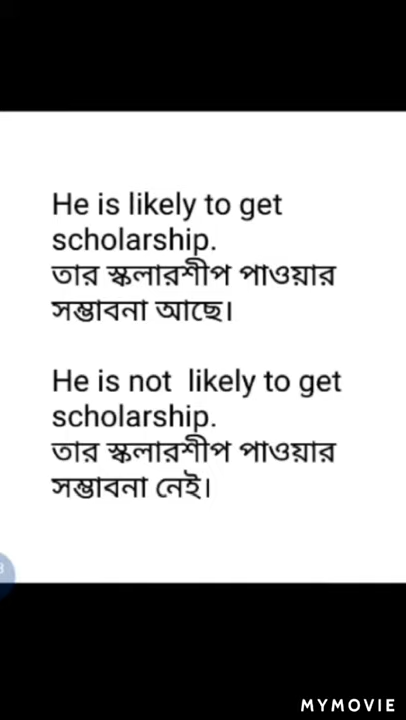 He is likely to get
scholarship.
তার স্কলারশীপ পাওয়ার
সম্ভাবনা আছে।
He is not  likely to get
scholarship.
তার স্কলারশীপ পাওয়ার
সম্ভাবনা নেই।
MYMOVIE